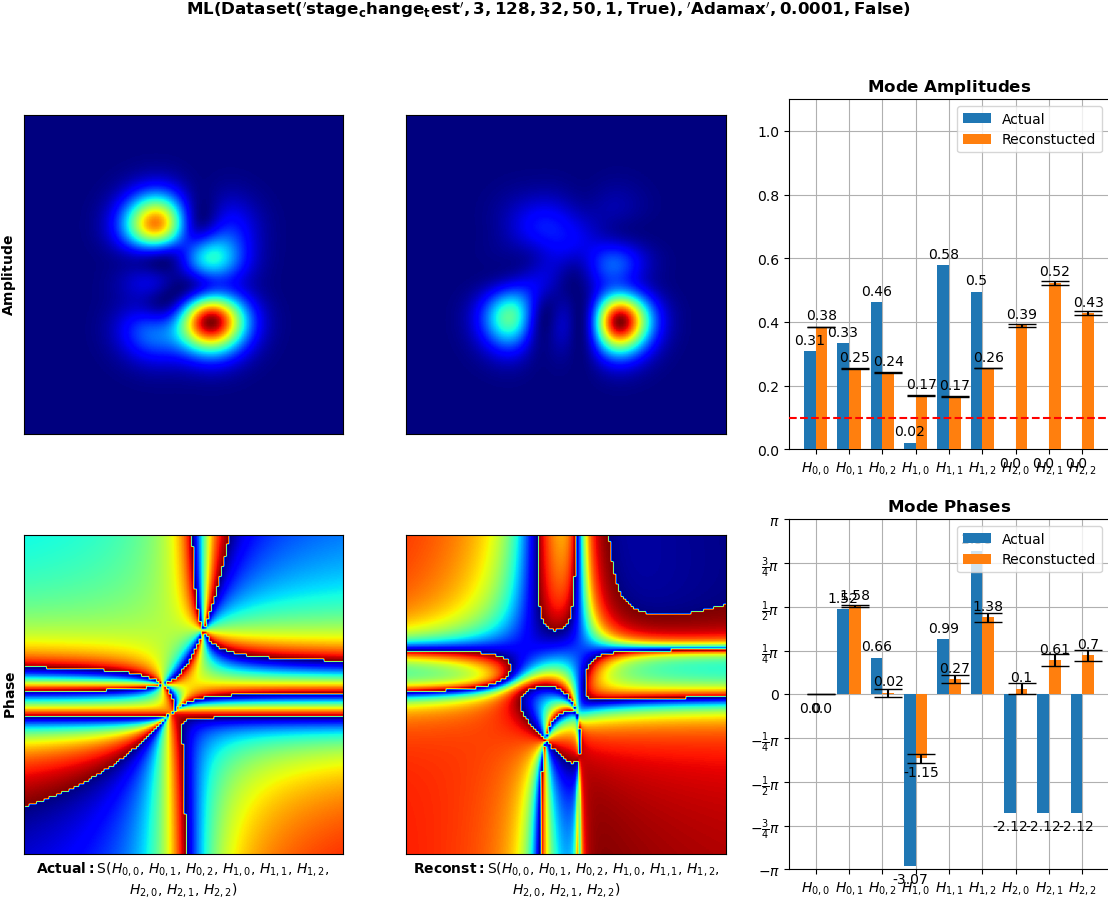 ML(Dataset('stage_change_test', 3, 128, 32, 50, 1, True), 'Adamax', 0.0001, False)
Amplitude
Mode Amplitudes
Actual
Reconstucted
1.0
0.8
0.6
0.4
0.2
0.0
0.31
0.38
0.33
0.25
0.46
0.24
0.02
0.17
0.58
0.17
0.5
0.26
0.0
0.39
0.0
0.52
0.0
0.43
H0,0 H0,1 H0,2 H1,0 H1,1 H1,2 H2,0 H2,1 H2,2
Phase
Actual: S(H0,0, H0,1, H0,2, H1,0, H1,1, H1,2,
H2,0, H2,1, H2,2)
Reconst: S(H0,0, H0,1, H0,2, H1,0, H1,1, H1,2,
H2,0, H2,1, H2,2)
Mode Phases
Actual
Reconstucted
π
3/4π
1/2π
1/4π
0
−1/4π
−1/2π
−3/4π
−π
0.0
0.0
1.52
1.58
0.66
0.02
-3.07
-1.15
0.99
0.27
1.38
-2.12
0.1
-2.12
0.61
-2.12
0.7
H0,0 H0,1 H0,2 H1,0 H1,1 H1,2 H2,0 H2,1 H2,2